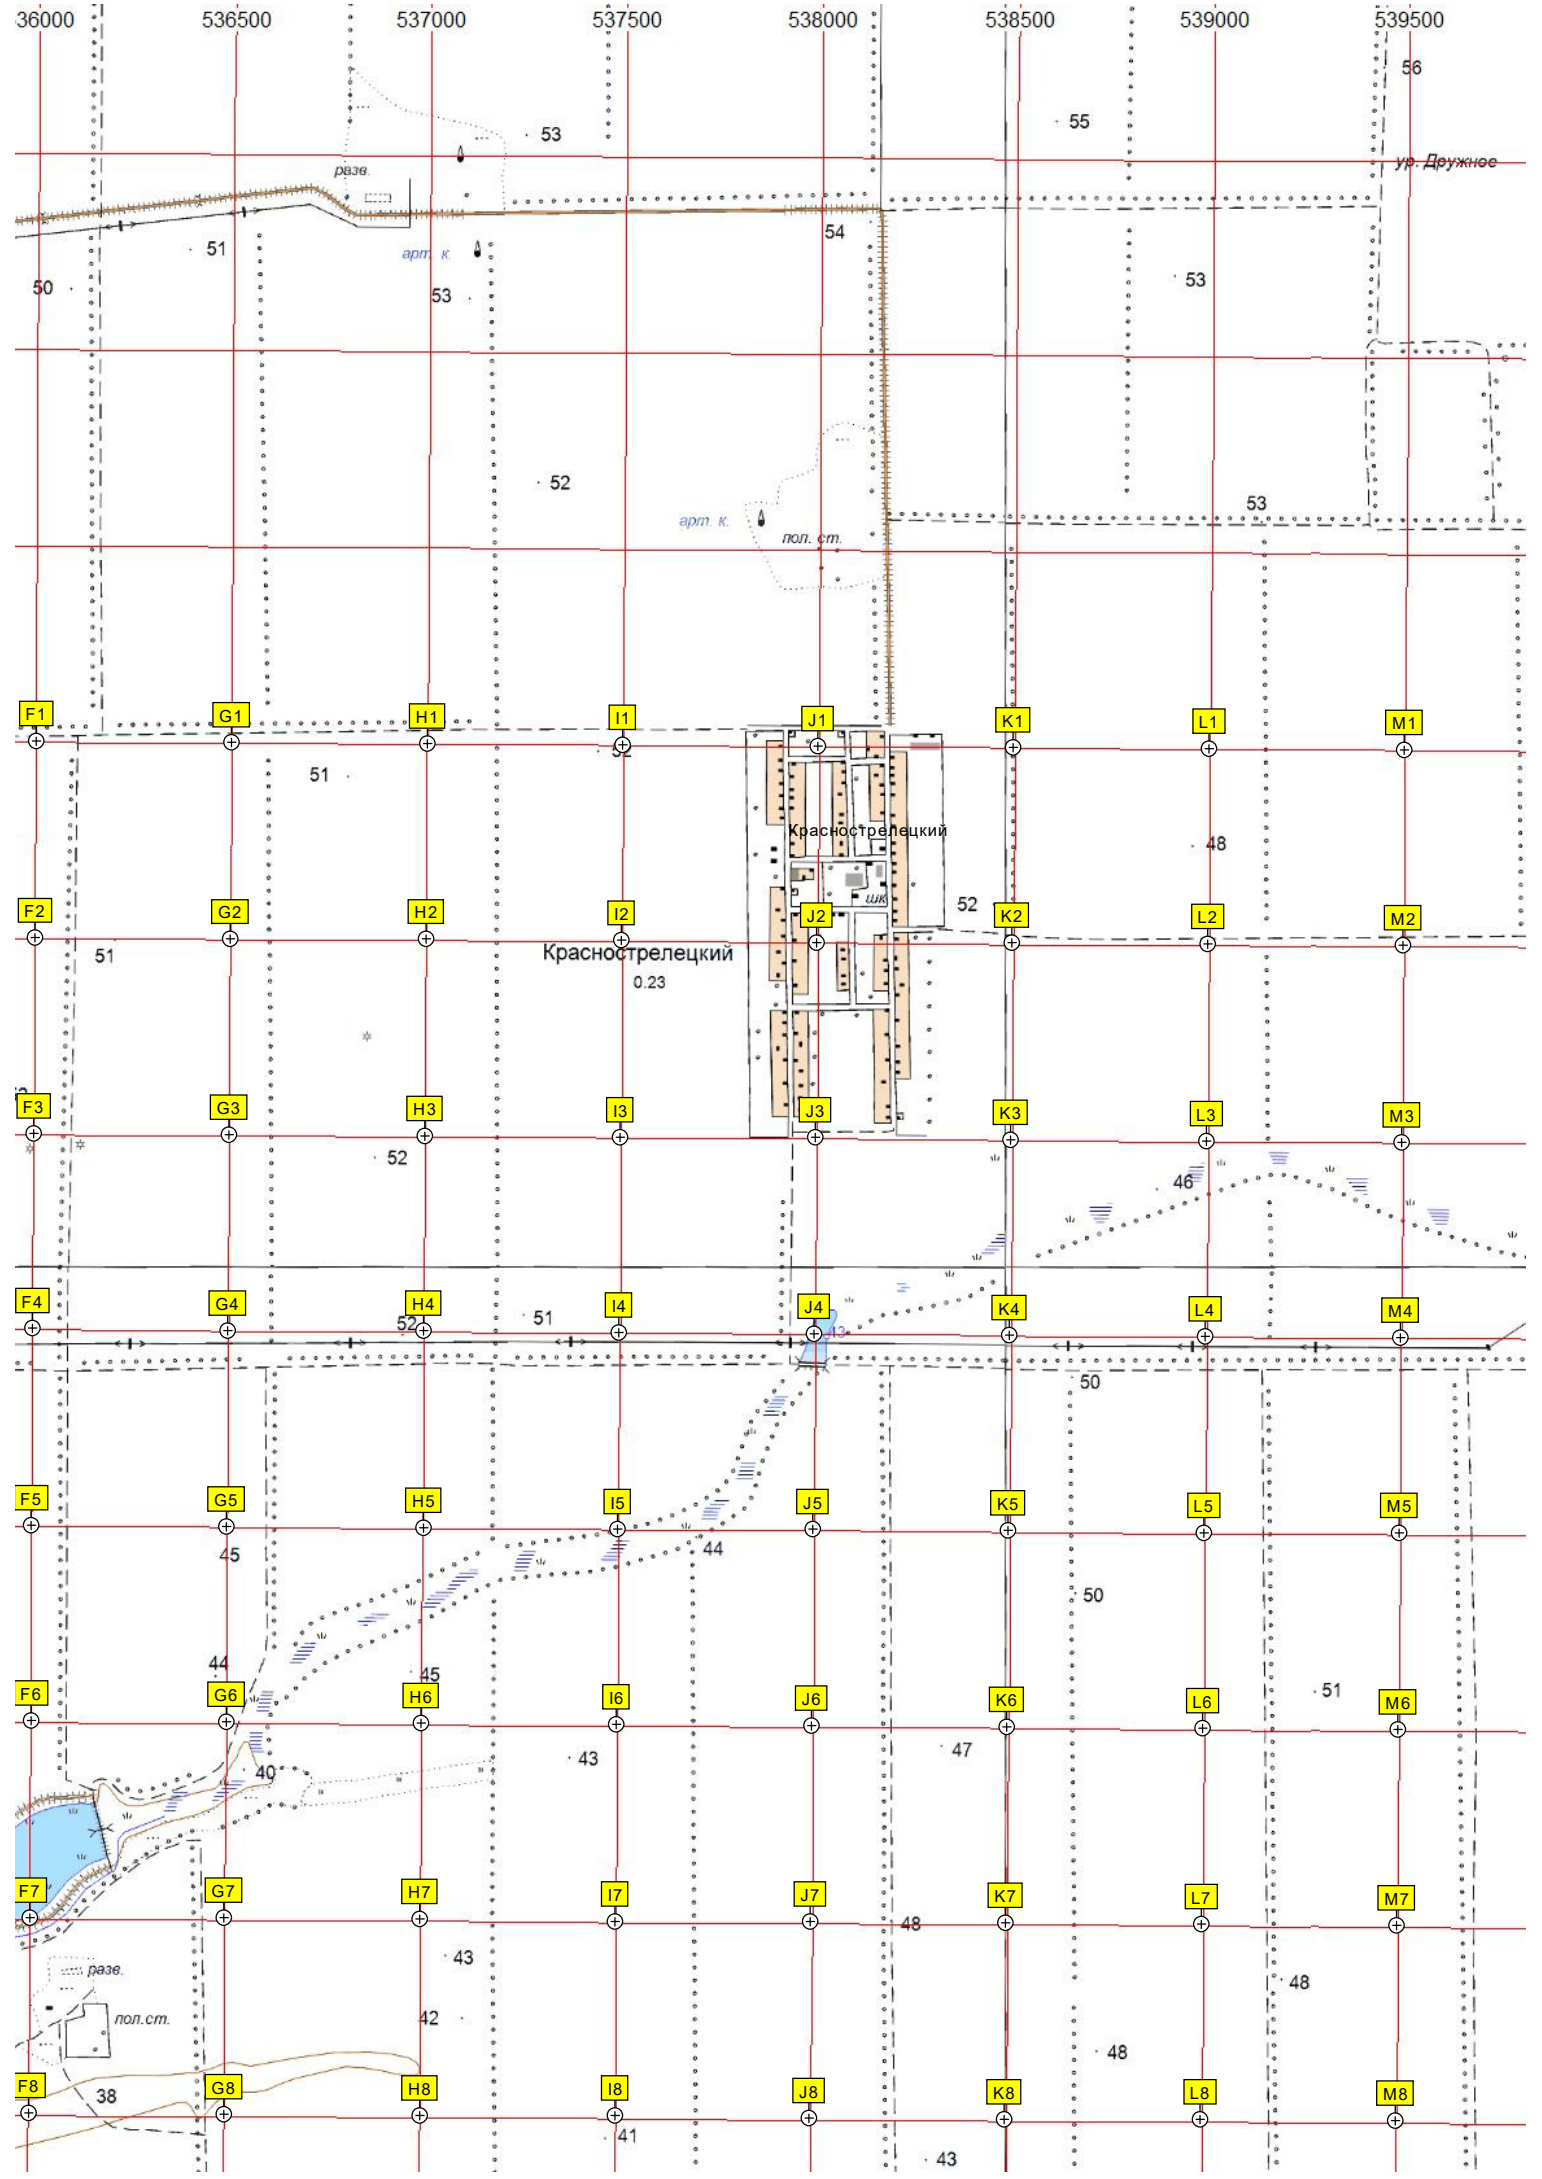 36000 536500 537000 537500 538000 538500 539000 539500
56
53 55
разв. ур. Дружное
51 арт. к. 54
50 53 53
52
арт. к. 53
пол. ст.
F1 G1 H1 I1 J1 K1 L1 M1
52
51
Краснострелецкий
48
шк
52
F2 G2 H2 I2 J2 K2 L2 M2
51 Краснострелецкий
0.23
F3 G3 H3 I3 J3 K3 L3 M3
52
46
F4 G4 H4 I4 J4 K4 L4 M4
52 51 43
50
F5 G5 H5 I5 J5 K5 L5 M5
45 44
50
44 45
F6 G6 H6 I6 J6 K6 L6 M6
51
40 43 47
F7 G7 H7 I7 J7 K7 L7 M7
48
43
разв. 48
пол.ст. 42
48
F8 G8 H8 I8 J8 K8 L8 M8
38
41
43